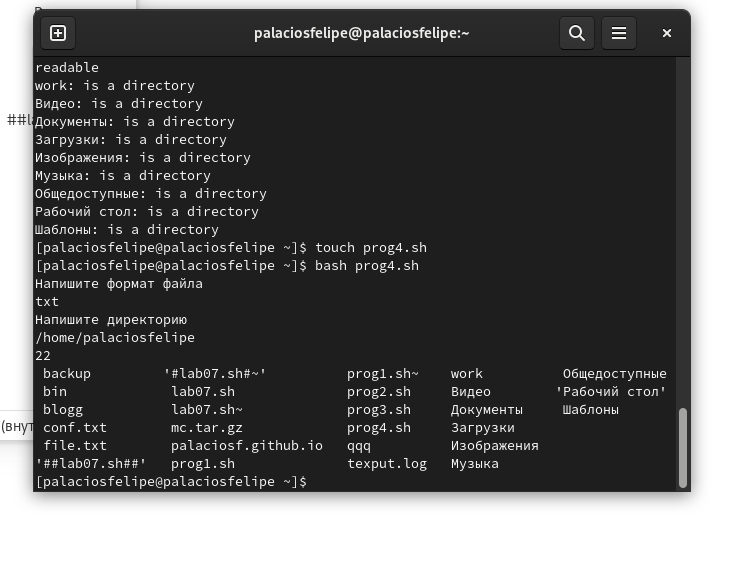 palaciosfelipe@palaciosfelipe:~
readable
work: is a directory
Видео: is a directory
##la
Документы: is a directory
Загрузки: is a directory
Изображения: is a directory
Музыка: is a directory
Общедоступные: is a directory
Рабочий стол: is a directory
Шаблоны: is a directory
[palaciosfelipe@palaciosfelipe ~]$ touch prog4.sh
[palaciosfelipe@palaciosfelipe ~]$ bash prog4.sh
Напишите формат файла
txt
Напишите директорию
/home/palaciosfelipe
22
backup '#lab07.sh#~' prog1.sh~ work Общедоступные
bin lab07.sh prog2.sh Видео 'Рабочий стол'
blogg lab07.sh~ prog3.sh Документы Шаблоны
(внут
conf.txt mc.tar.gz prog4.sh Загрузки
file.txt palaciosf.github.io qqq Изображения
'##lab07.sh##' prog1.sh texput.log Музыка
[palaciosfelipe@palaciosfelipe ~]$